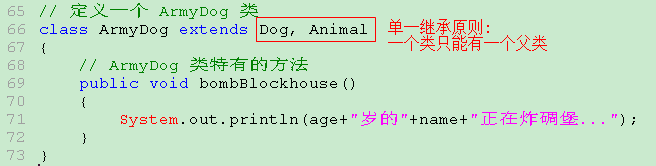 65 // 定义一个 ArmyDog 类
66 class ArmyDog extends Dog, Animal 单一继承原则:
一个类只能有一个父类
67 {
68 // ArmyDog 类特有的方法
69 public void bombBlockhouse()
70 {
71 System.out.println(age+"岁的"+name+"正在炸碉堡...");
72 }
73 }